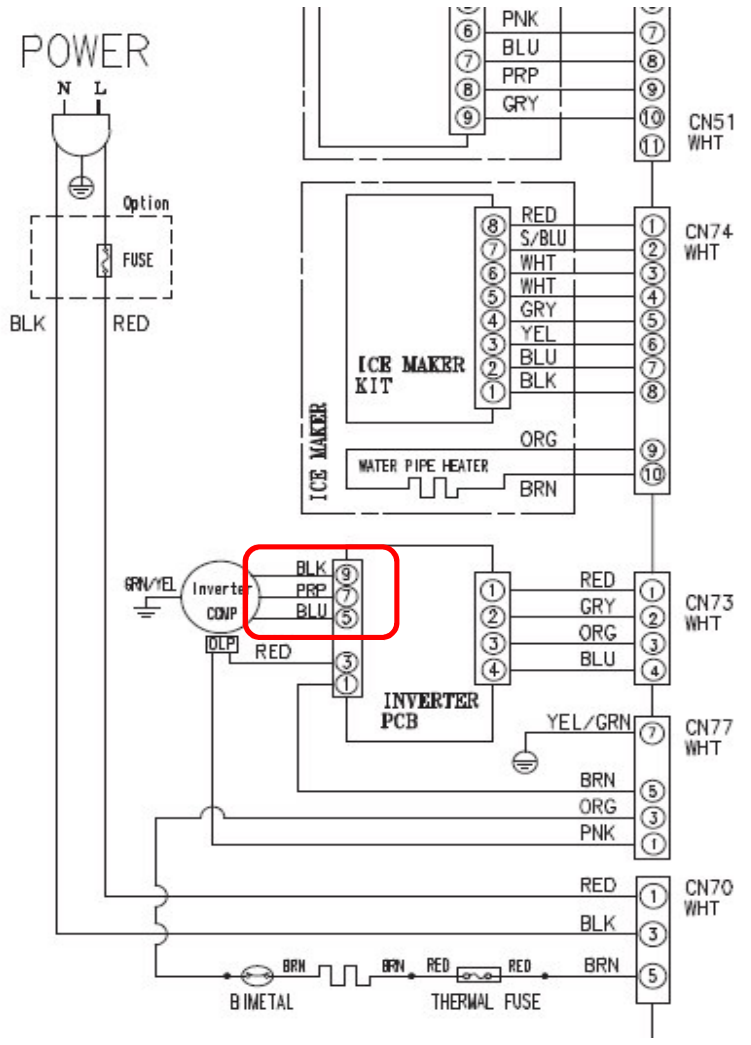 POWER
N L
Option
FUSE
BLK RED
6 PNK 7
7 BLU 8
8 PRP 9
9 GRY 10
11
CN51
WHT
8 RED 1
7 S/BLU 2
6 WHT 3
5 WHT 4
4 GRY 5
3 YEL 6
2 BLU 7
1 BLK 8
CN74
WHT
ICE MAKER
KIT
ICE MAKER
ORG 9
WATER PIPE HEATER
BRN 10
GRN/YEL
Inverter
COMP
OLP
BLK 9
PRP 7
BLU 5
RED 3
1
INVERTER
PCB
1 RED 1
2 GRY 2
3 ORG 3
4 BLU 4
CN73
WHT
YEL/GRN 7
BRN 5
ORG 3
PNK 1
CN77
WHT
RED 1
BLK 3
BRN 5
CN70
WHT
BRN BRN RED RED
BIMETAL THERMAL FUSE